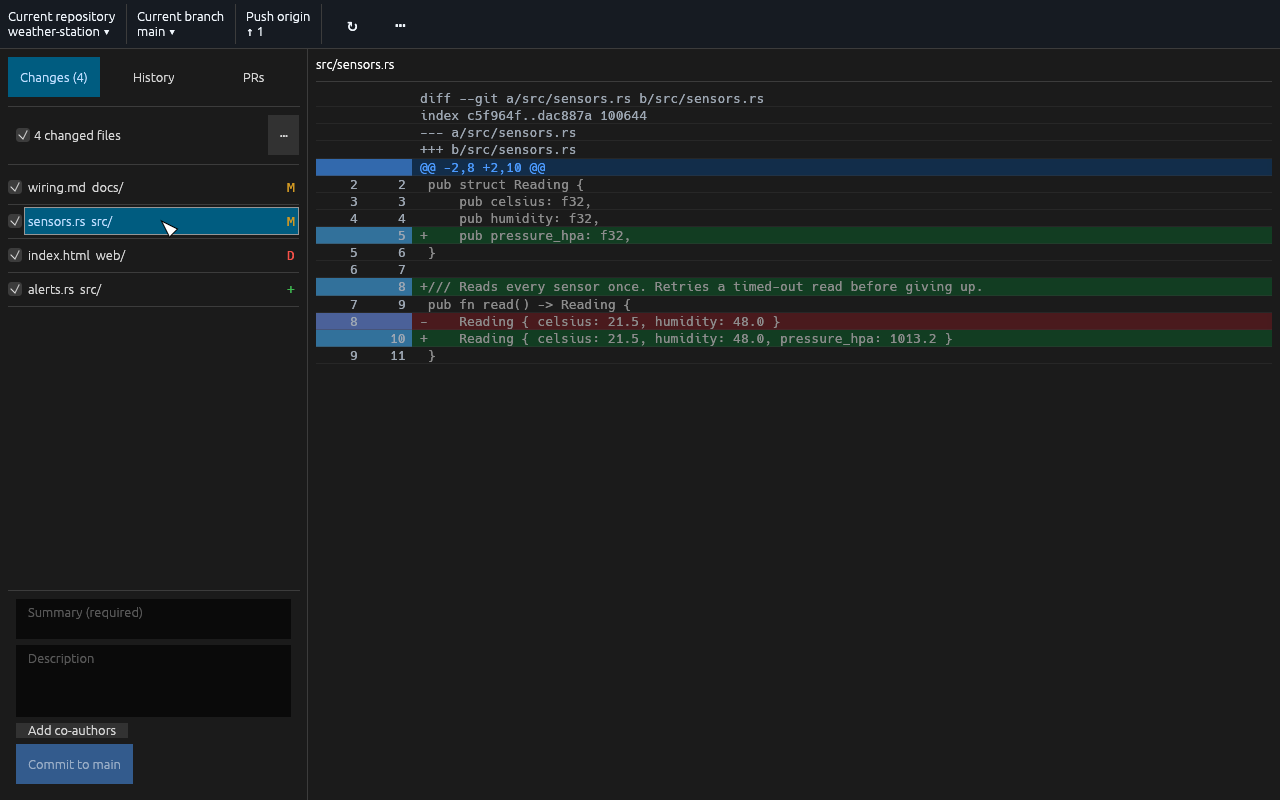 Current repository
weather-station ▾
Current branch
main ▾
Push origin
↑ 1
↻
⋯
Changes (4)
History
PRs
4 changed files
⋯
wiring.md docs/ M
sensors.rs src/ M
index.html web/ D
alerts.rs src/ +
Summary (required)
Description
Add co-authors
Commit to main
src/sensors.rs
diff --git a/src/sensors.rs b/src/sensors.rs
index c5f964f..dac887a 100644
--- a/src/sensors.rs
+++ b/src/sensors.rs
@@ -2,8 +2,10 @@
2 2 pub struct Reading {
3 3 pub celsius: f32,
4 4 pub humidity: f32,
5 + pub pressure_hpa: f32,
5 6 }
6 7
8 +/// Reads every sensor once. Retries a timed-out read before giving up.
7 9 pub fn read() -> Reading {
8 - Reading { celsius: 21.5, humidity: 48.0 }
10 + Reading { celsius: 21.5, humidity: 48.0, pressure_hpa: 1013.2 }
9 11 }